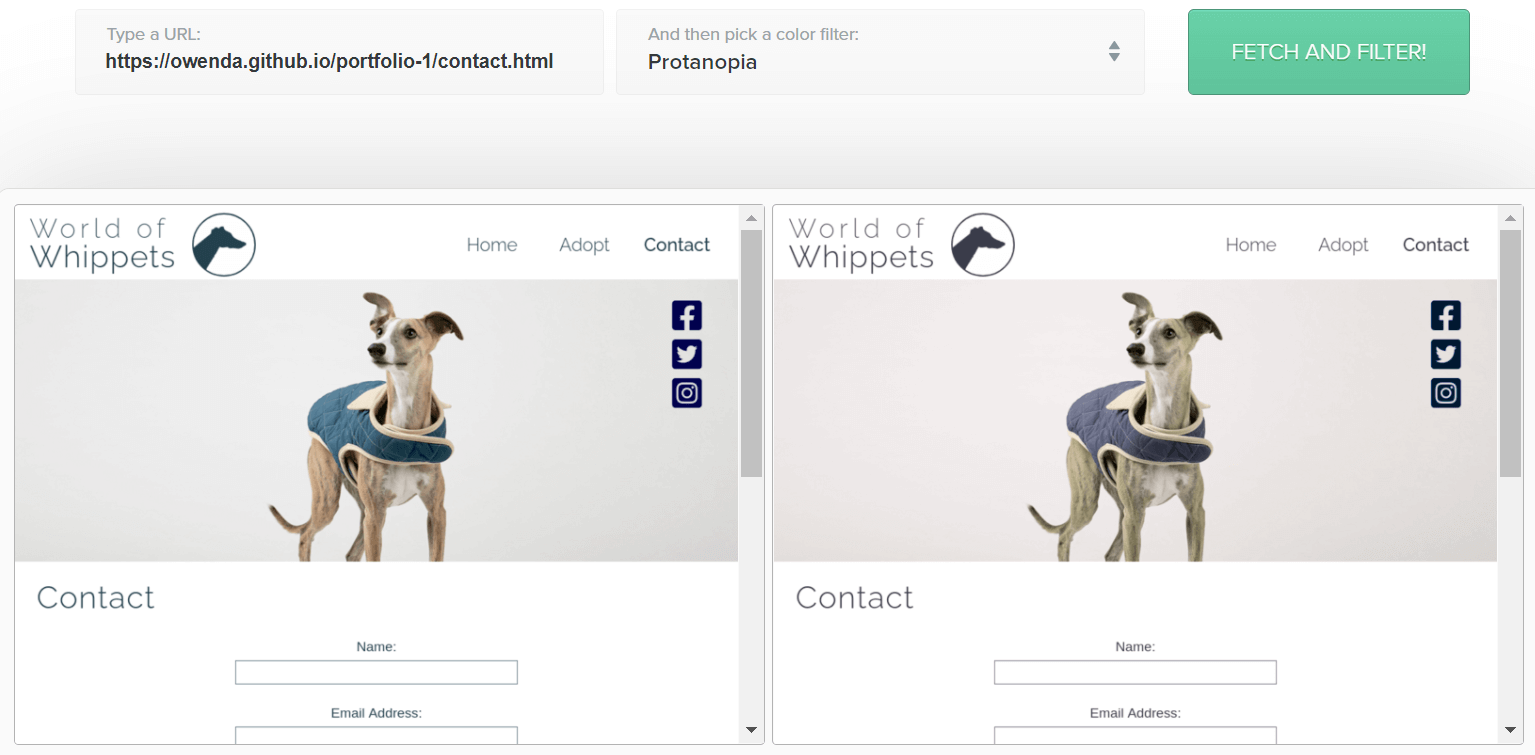 Type a URL:
https://owenda.github.io/portfolio-1/contact.html
And then pick a color filter:
Protanopia
FETCH AND FILTER!
World of
Whippets
Home Adopt Contact
Contact
Name:
Email Address:
World of
Whippets
Home Adopt Contact
Contact
Name:
Email Address: